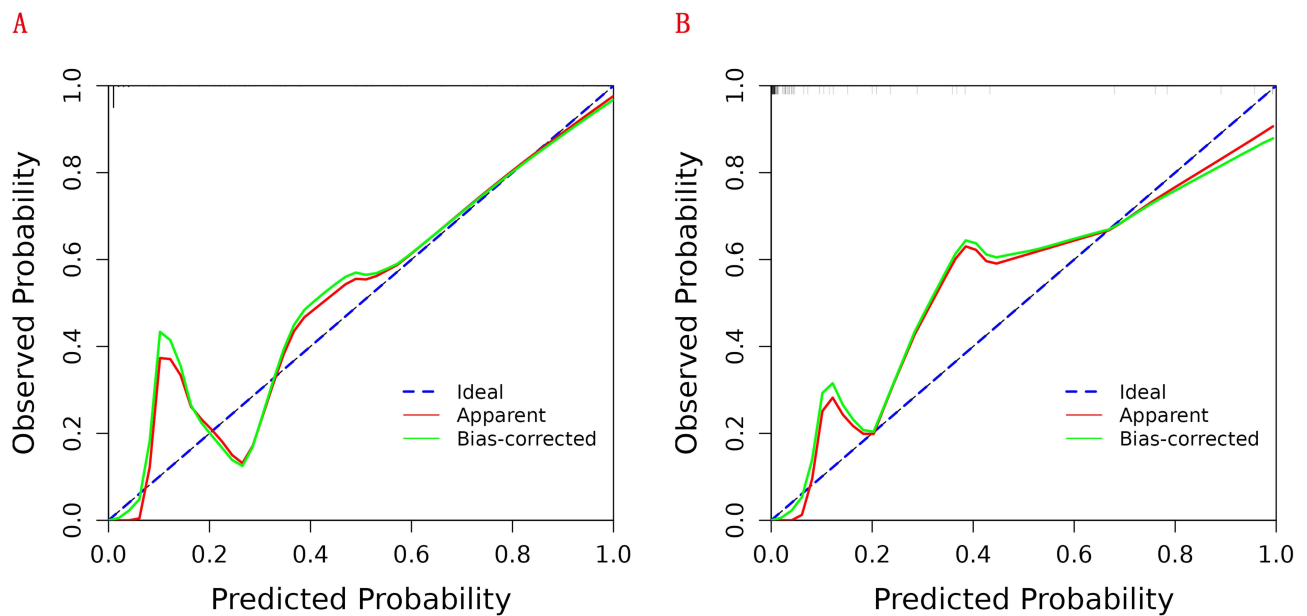 A
Observed Probability
1.0
0.8
0.6
0.4
0.2
0.0
Ideal
Apparent
Bias-corrected
0.0 0.2 0.4 0.6 0.8 1.0
Predicted Probability
B
Observed Probability
1.0
0.8
0.6
0.4
0.2
0.0
Ideal
Apparent
Bias-corrected
0.0 0.2 0.4 0.6 0.8 1.0
Predicted Probability